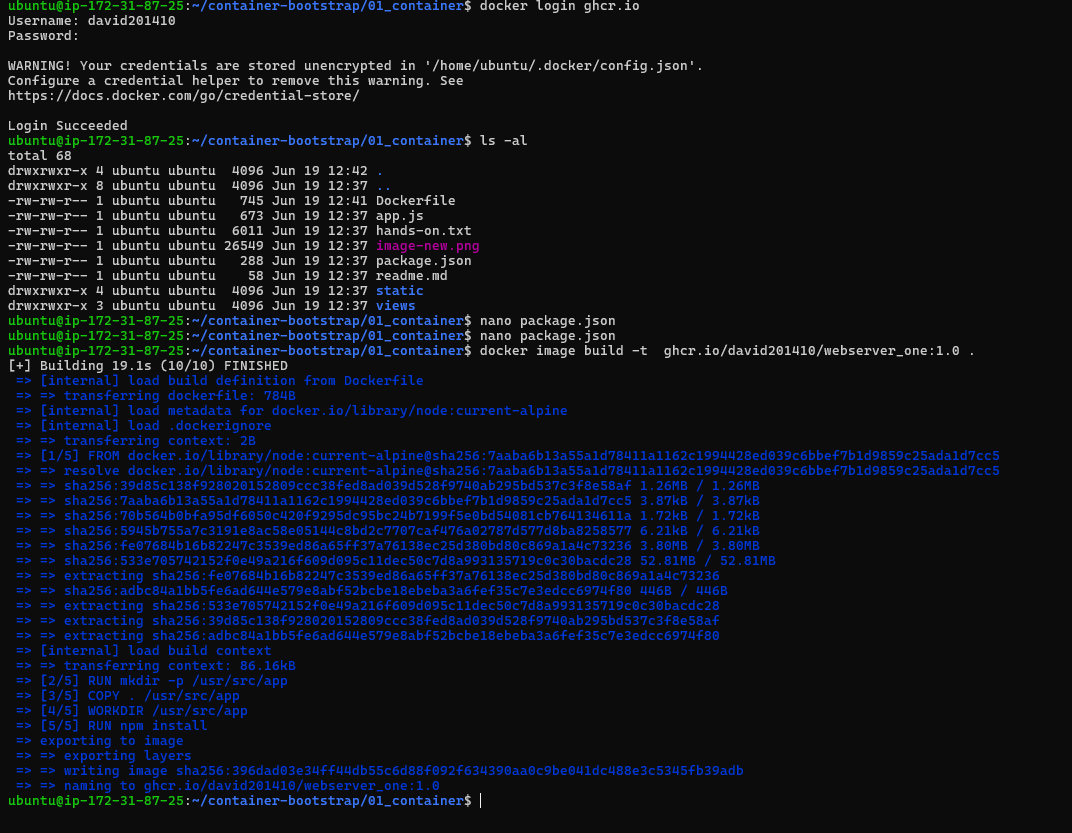 ubuntu@ip-172-31-87-25:~/container-bootstrap/01_container$ docker login ghcr.io
Username: david201410
Password:

WARNING! Your credentials are stored unencrypted in '/home/ubuntu/.docker/config.json'.
Configure a credential helper to remove this warning. See
https://docs.docker.com/go/credential-store/

Login Succeeded
ubuntu@ip-172-31-87-25:~/container-bootstrap/01_container$ ls -al
total 68
drwxrwxr-x 4 ubuntu ubuntu  4096 Jun 19 12:42 .
drwxrwxr-x 8 ubuntu ubuntu  4096 Jun 19 12:37 ..
-rw-rw-r-- 1 ubuntu ubuntu   745 Jun 19 12:41 Dockerfile
-rw-rw-r-- 1 ubuntu ubuntu   673 Jun 19 12:37 app.js
-rw-rw-r-- 1 ubuntu ubuntu  6011 Jun 19 12:37 hands-on.txt
-rw-rw-r-- 1 ubuntu ubuntu 26549 Jun 19 12:37 image-new.png
-rw-rw-r-- 1 ubuntu ubuntu   288 Jun 19 12:37 package.json
-rw-rw-r-- 1 ubuntu ubuntu    58 Jun 19 12:37 readme.md
drwxrwxr-x 4 ubuntu ubuntu  4096 Jun 19 12:37 static
drwxrwxr-x 3 ubuntu ubuntu  4096 Jun 19 12:37 views
ubuntu@ip-172-31-87-25:~/container-bootstrap/01_container$ nano package.json
ubuntu@ip-172-31-87-25:~/container-bootstrap/01_container$ nano package.json
ubuntu@ip-172-31-87-25:~/container-bootstrap/01_container$ docker image build -t  ghcr.io/david201410/webserver_one:1.0 .
[+] Building 19.1s (10/10) FINISHED
 => [internal] load build definition from Dockerfile
 => => transferring dockerfile: 784B
 => [internal] load metadata for docker.io/library/node:current-alpine
 => [internal] load .dockerignore
 => => transferring context: 2B
 => [1/5] FROM docker.io/library/node:current-alpine@sha256:7aaba6b13a55a1d78411a1162c1994428ed039c6bbef7b1d9859c25ada1d7cc5
 => => resolve docker.io/library/node:current-alpine@sha256:7aaba6b13a55a1d78411a1162c1994428ed039c6bbef7b1d9859c25ada1d7cc5
 => => sha256:39d85c138f928020152809ccc38fed8ad039d528f9740ab295bd537c3f8e58af 1.26MB / 1.26MB
 => => sha256:7aaba6b13a55a1d78411a1162c1994428ed039c6bbef7b1d9859c25ada1d7cc5 3.87kB / 3.87kB
 => => sha256:70b564b0bfa95df6050c420f9295dc95bc24b7199f5e0bd54081cb764134611a 1.72kB / 1.72kB
 => => sha256:5945b755a7c3191e8ac58e05144c8bd2c7707caf476a02787d577d8ba8258577 6.21kB / 6.21kB
 => => sha256:fe07684b16b82247c3539ed86a65ff37a76138ec25d380bd80c869a1a4c73236 3.80MB / 3.80MB
 => => sha256:533e705742152f0e49a216f609d095c11dec50c7d8a993135719c0c30bacdc28 52.81MB / 52.81MB
 => => extracting sha256:fe07684b16b82247c3539ed86a65ff37a76138ec25d380bd80c869a1a4c73236
 => => sha256:adbc84a1bb5fe6ad644e579e8abf52bcbe18ebeba3a6fef35c7e3edcc6974f80 446B / 446B
 => => extracting sha256:533e705742152f0e49a216f609d095c11dec50c7d8a993135719c0c30bacdc28
 => => extracting sha256:39d85c138f928020152809ccc38fed8ad039d528f9740ab295bd537c3f8e58af
 => => extracting sha256:adbc84a1bb5fe6ad644e579e8abf52bcbe18ebeba3a6fef35c7e3edcc6974f80
 => [internal] load build context
 => => transferring context: 86.16kB
 => [2/5] RUN mkdir -p /usr/src/app
 => [3/5] COPY . /usr/src/app
 => [4/5] WORKDIR /usr/src/app
 => [5/5] RUN npm install
 => exporting to image
 => => exporting layers
 => => writing image sha256:396dad03e34ff44db55c6d88f092f634390aa0c9be041dc488e3c5345fb39adb
 => => naming to ghcr.io/david201410/webserver_one:1.0
ubuntu@ip-172-31-87-25:~/container-bootstrap/01_container$